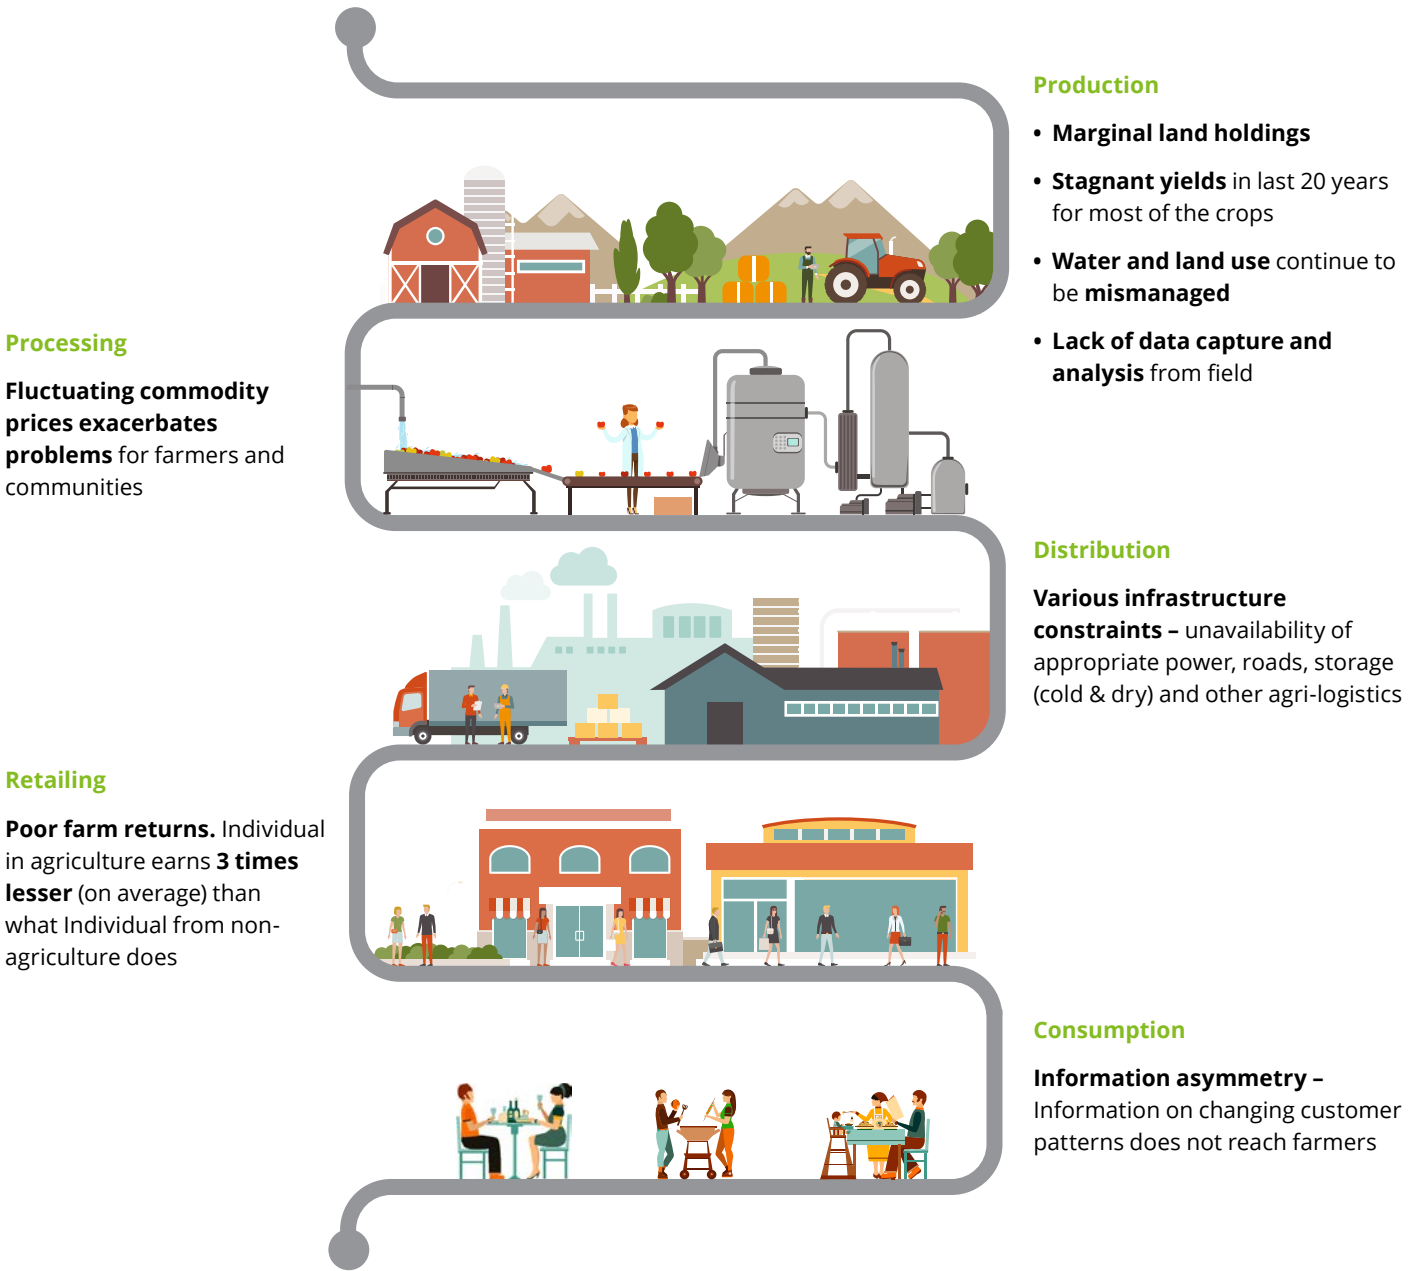 Production
• Marginal land holdings
• Stagnant yields in last 20 years
for most of the crops
• Water and land use continue to
be mismanaged
• Lack of data capture and
analysis from field
Processing
Fluctuating commodity
prices exacerbates
problems for farmers and
communities
Distribution
Various infrastructure
constraints – unavailability of
appropriate power, roads, storage
(cold & dry) and other agri-logistics
Retailing
Poor farm returns. Individual
in agriculture earns 3 times
lesser (on average) than
what Individual from non-
agriculture does
Consumption
Information asymmetry –
Information on changing customer
patterns does not reach farmers